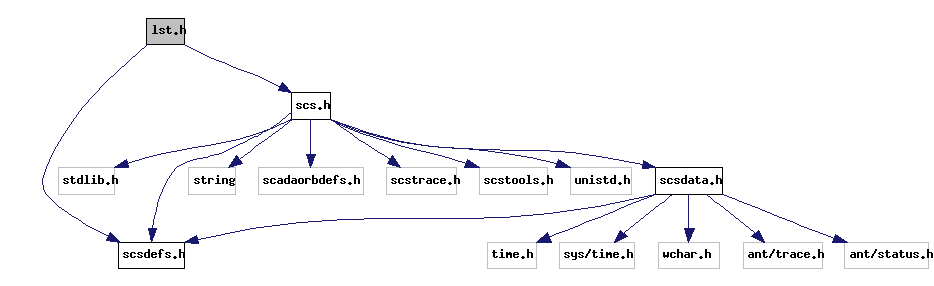 lst.h
scs.h
stdlib.h
string
scadaorbdefs.h
scstrace.h
scstools.h
unistd.h
scsdata.h
scsdefs.h
time.h
sys/time.h
wchar.h
ant/trace.h
ant/status.h